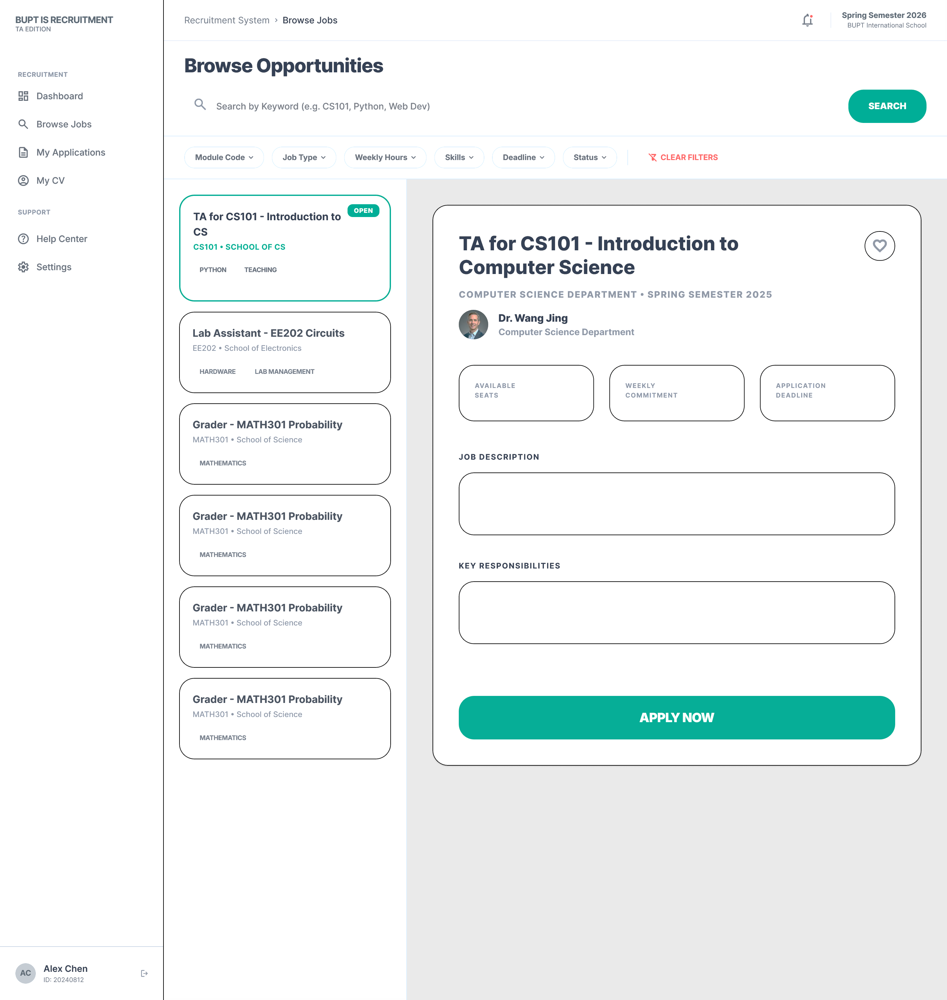 BUPT IS RECRUITMENT
TA EDITION
RECRUITMENT
Dashboard
Browse Jobs
My Applications
My CV
SUPPORT
Help Center
Settings
AC
Alex Chen
ID: 20240812
Recruitment System › Browse Jobs
Spring Semester 2026
BUPT International School
Browse Opportunities
Search by Keyword (e.g. CS101, Python, Web Dev)
SEARCH
Module Code
Job Type
Weekly Hours
Skills
Deadline
Status
CLEAR FILTERS
TA for CS101 - Introduction to
CS
OPEN
CS101 • SCHOOL OF CS
PYTHON TEACHING
Lab Assistant - EE202 Circuits
EE202 • School of Electronics
HARDWARE LAB MANAGEMENT
Grader - MATH301 Probability
MATH301 • School of Science
MATHEMATICS
Grader - MATH301 Probability
MATH301 • School of Science
MATHEMATICS
Grader - MATH301 Probability
MATH301 • School of Science
MATHEMATICS
Grader - MATH301 Probability
MATH301 • School of Science
MATHEMATICS
TA for CS101 - Introduction to
Computer Science
COMPUTER SCIENCE DEPARTMENT • SPRING SEMESTER 2025
Dr. Wang Jing
Computer Science Department
AVAILABLE
SEATS
WEEKLY
COMMITMENT
APPLICATION
DEADLINE
JOB DESCRIPTION
KEY RESPONSIBILITIES
APPLY NOW